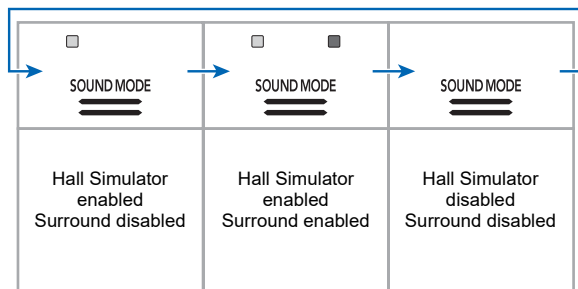 SOUND MODE
SOUND MODE
SOUND MODE
Hall Simulator
enabled
Surround disabled
Hall Simulator
enabled
Surround enabled
Hall Simulator
disabled
Surround disabled